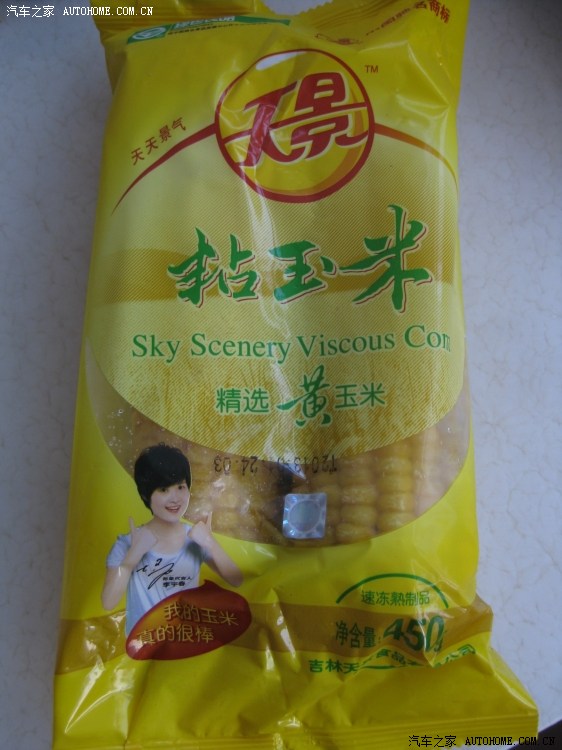 汽车之家 AUTOHOME.COM.CN
天景
TM
天天景气
粘玉米
Sky Scenery Viscous Corn
精选黄玉米
我的玉米
真的很棒
速冻熟制品
净含量:450
汽车之家 AUTOHOME.COM.CN